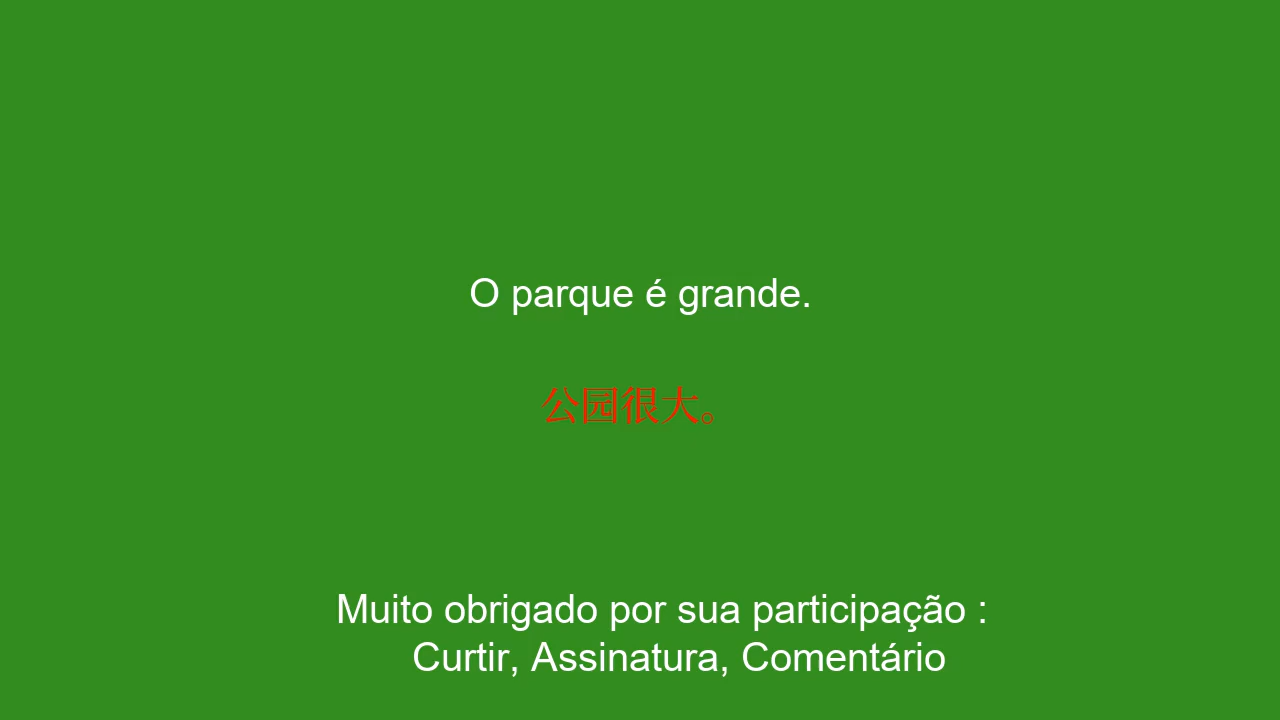 O parque é grande.
公园很大。
Muito obrigado por sua participação :
Curtir, Assinatura, Comentário